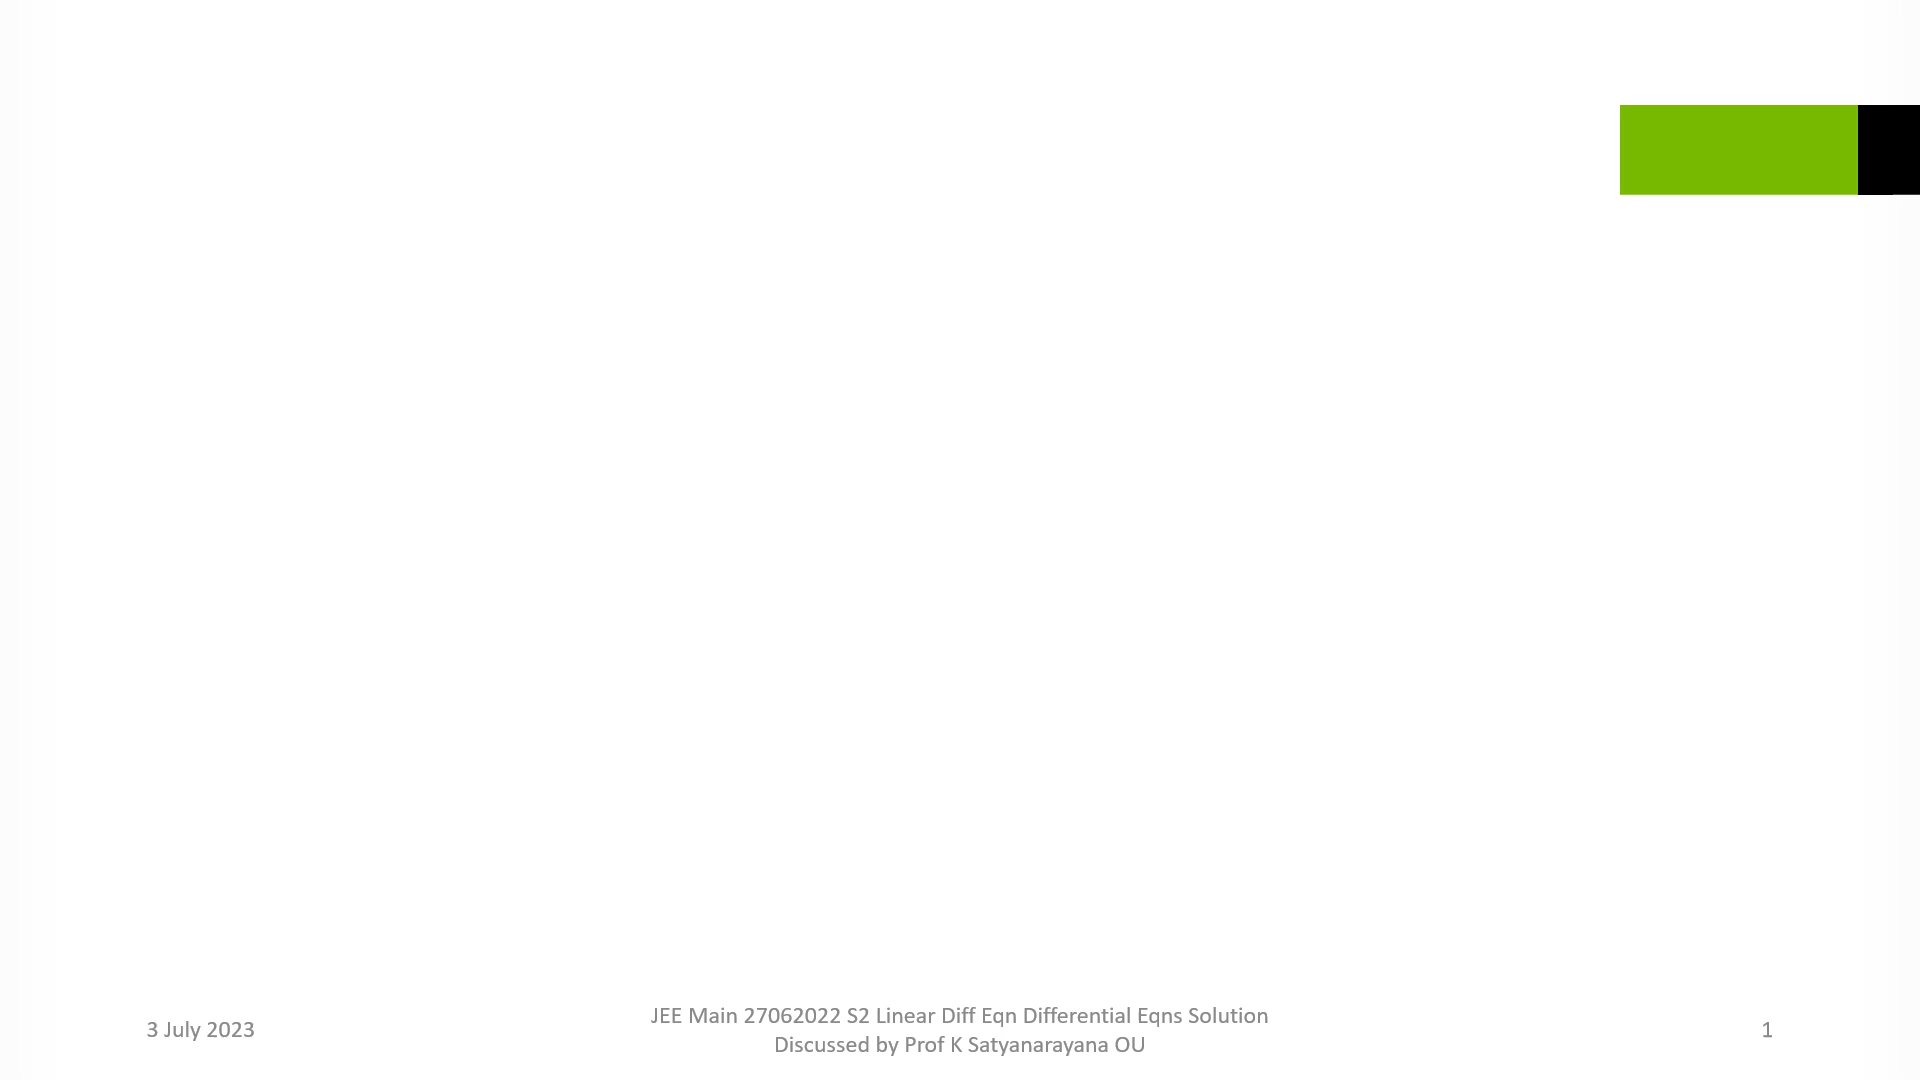 3 July 2023
JEE Main 27062022 S2 Linear Diff Eqn Differential Eqns Solution
Discussed by Prof K Satyanarayana OU
1